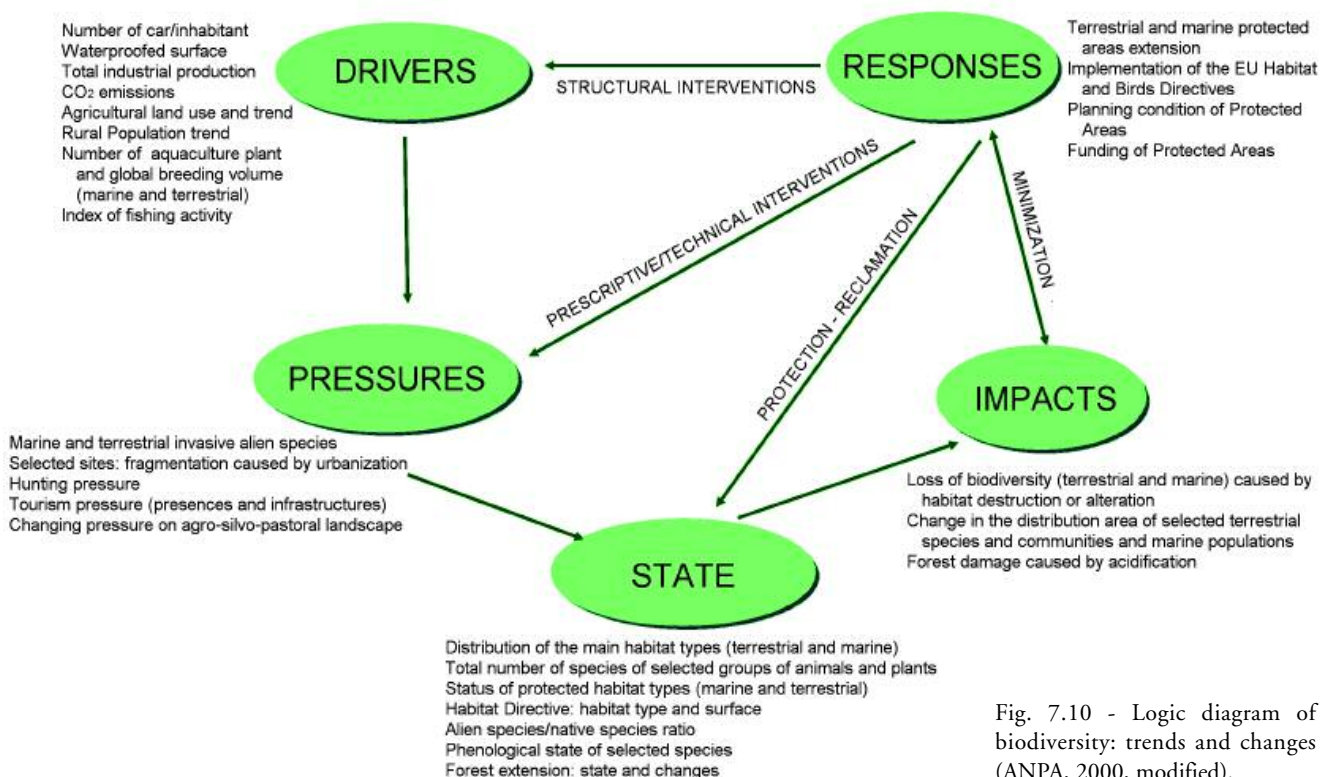 Number of car/inhabitant
Waterproofed surface
Total industrial production
CO2 emissions
Agricultural land use and trend
Rural Population trend
Number of aquaculture plant
and global breeding volume
(marine and terrestrial)
Index of fishing activity
DRIVERS
STRUCTURAL INTERVENTIONS
RESPONSES
Terrestrial and marine protected
areas extension
Implementation of the EU Habitat
and Birds Directives
Planning condition of Protected
Areas
Funding of Protected Areas
PRESCRIPTIVE/TECHNICAL INTERVENTIONS
PROTECTION - RECLAMATION
MINIMIZATION
PRESSURES
Marine and terrestrial invasive alien species
Selected sites: fragmentation caused by urbanization
Hunting pressure
Tourism pressure (presences and infrastructures)
Changing pressure on agro-silvo-pastoral landscape
IMPACTS
Loss of biodiversity (terrestrial and marine) caused by
habitat destruction or alteration
Change in the distribution area of selected terrestrial
species and communities and marine populations
Forest damage caused by acidification
STATE
Distribution of the main habitat types (terrestrial and marine)
Total number of species of selected groups of animals and plants
Status of protected habitat types (marine and terrestrial)
Habitat Directive: habitat type and surface
Alien species/native species ratio
Phenological state of selected species
Forest extension: state and changes
Fig. 7.10 - Logic diagram of
biodiversity: trends and changes
(ANPA, 2000, modified).